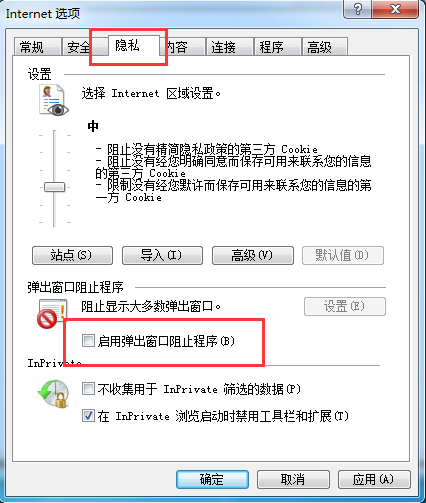 Internet 选项
常规 安全 隐私 内容 连接 程序 高级
设置
选择 Internet 区域设置。
中
- 阻止没有精简隐私政策的第三方 Cookie
- 阻止没有经您明确同意而保存可用来联系您的信息
的第三方 Cookie
- 限制没有经您默许而保存可用来联系您的信息的第
一方 Cookie
站点(S) 导入(I) 高级(V) 默认值(D)
弹出窗口阻止程序
阻止显示大多数弹出窗口。 设置(E)
启用弹出窗口阻止程序(B)
InPrivate
不收集用于 InPrivate 筛选的数据(P)
在 InPrivate 浏览启动时禁用工具栏和扩展(T)
确定 取消 应用(A)